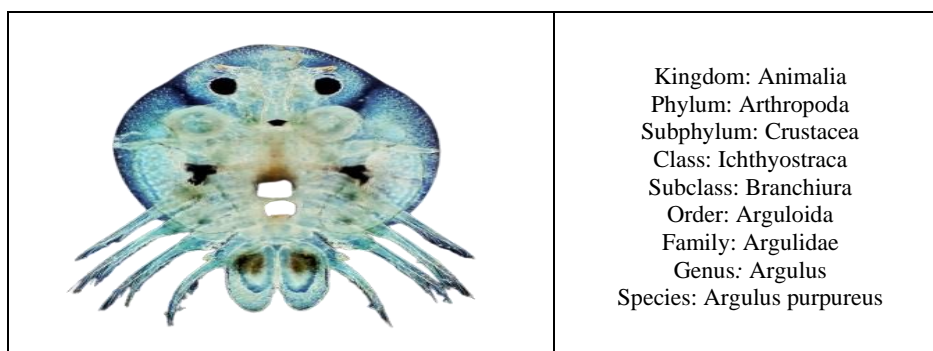 Kingdom: Animalia
Phylum: Arthropoda
Subphylum: Crustacea
Class: Ichthyostraca
Subclass: Branchiura
Order: Arguloida
Family: Argulidae
Genus: Argulus
Species: Argulus purpureus